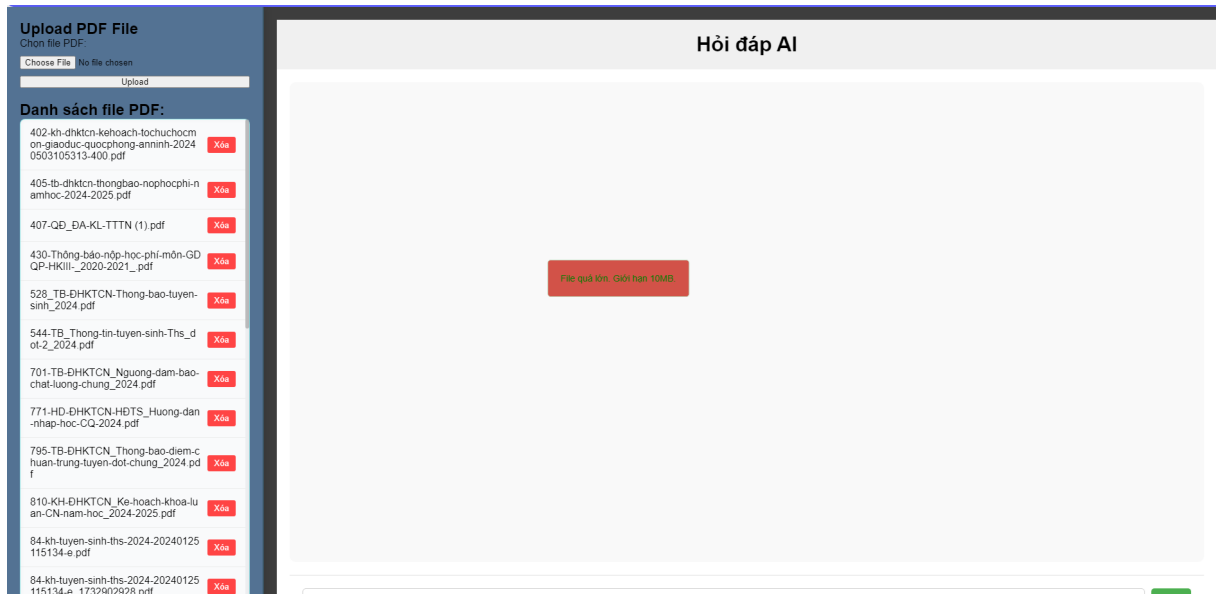 Upload PDF File
Chọn file PDF:
Choose File No file chosen
Upload
Danh sách file PDF:
402-kh-dhktcn-kehoach-tochuchocm
on-giaoduc-quocphong-anninh-2024
0503105313-400.pdf
Xóa
405-tb-dhktcn-thongbao-nophocphi-n
amhoc-2024-2025.pdf
Xóa
407-QĐ_ĐA-KL-TTTN (1).pdf
Xóa
430-Thông-báo-nộp-học-phí-môn-GD
QP-HKIII-_2020-2021_.pdf
Xóa
528_TB-ĐHKTCN-Thong-bao-tuyen-
sinh_2024.pdf
Xóa
544-TB_Thong-tin-tuyen-sinh-Ths_d
ot-2_2024.pdf
Xóa
701-TB-ĐHKTCN_Nguong-dam-bao-
chat-luong-chung_2024.pdf
Xóa
771-HD-ĐHKTCN-HĐTS_Huong-dan
-nhap-hoc-CQ-2024.pdf
Xóa
795-TB-ĐHKTCN_Thong-bao-diem-c
huan-trung-tuyen-dot-chung_2024.pd
f
Xóa
810-KH-ĐHKTCN_Ke-hoach-khoa-lu
an-CN-nam-hoc_2024-2025.pdf
Xóa
84-kh-tuyen-sinh-ths-2024-20240125
115134-e.pdf
Xóa
84-kh-tuyen-sinh-ths-2024-20240125
115134-e_1732902928.pdf
Xóa
Hỏi đáp AI
File quá lớn. Giới hạn 10MB.